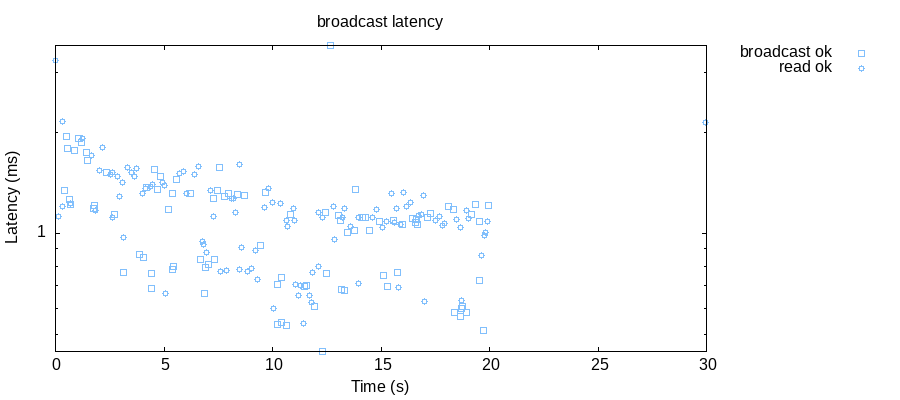 broadcast latency
broadcast ok
read ok
Latency (ms)
1
0 5 10 15 20 25 30
Time (s)